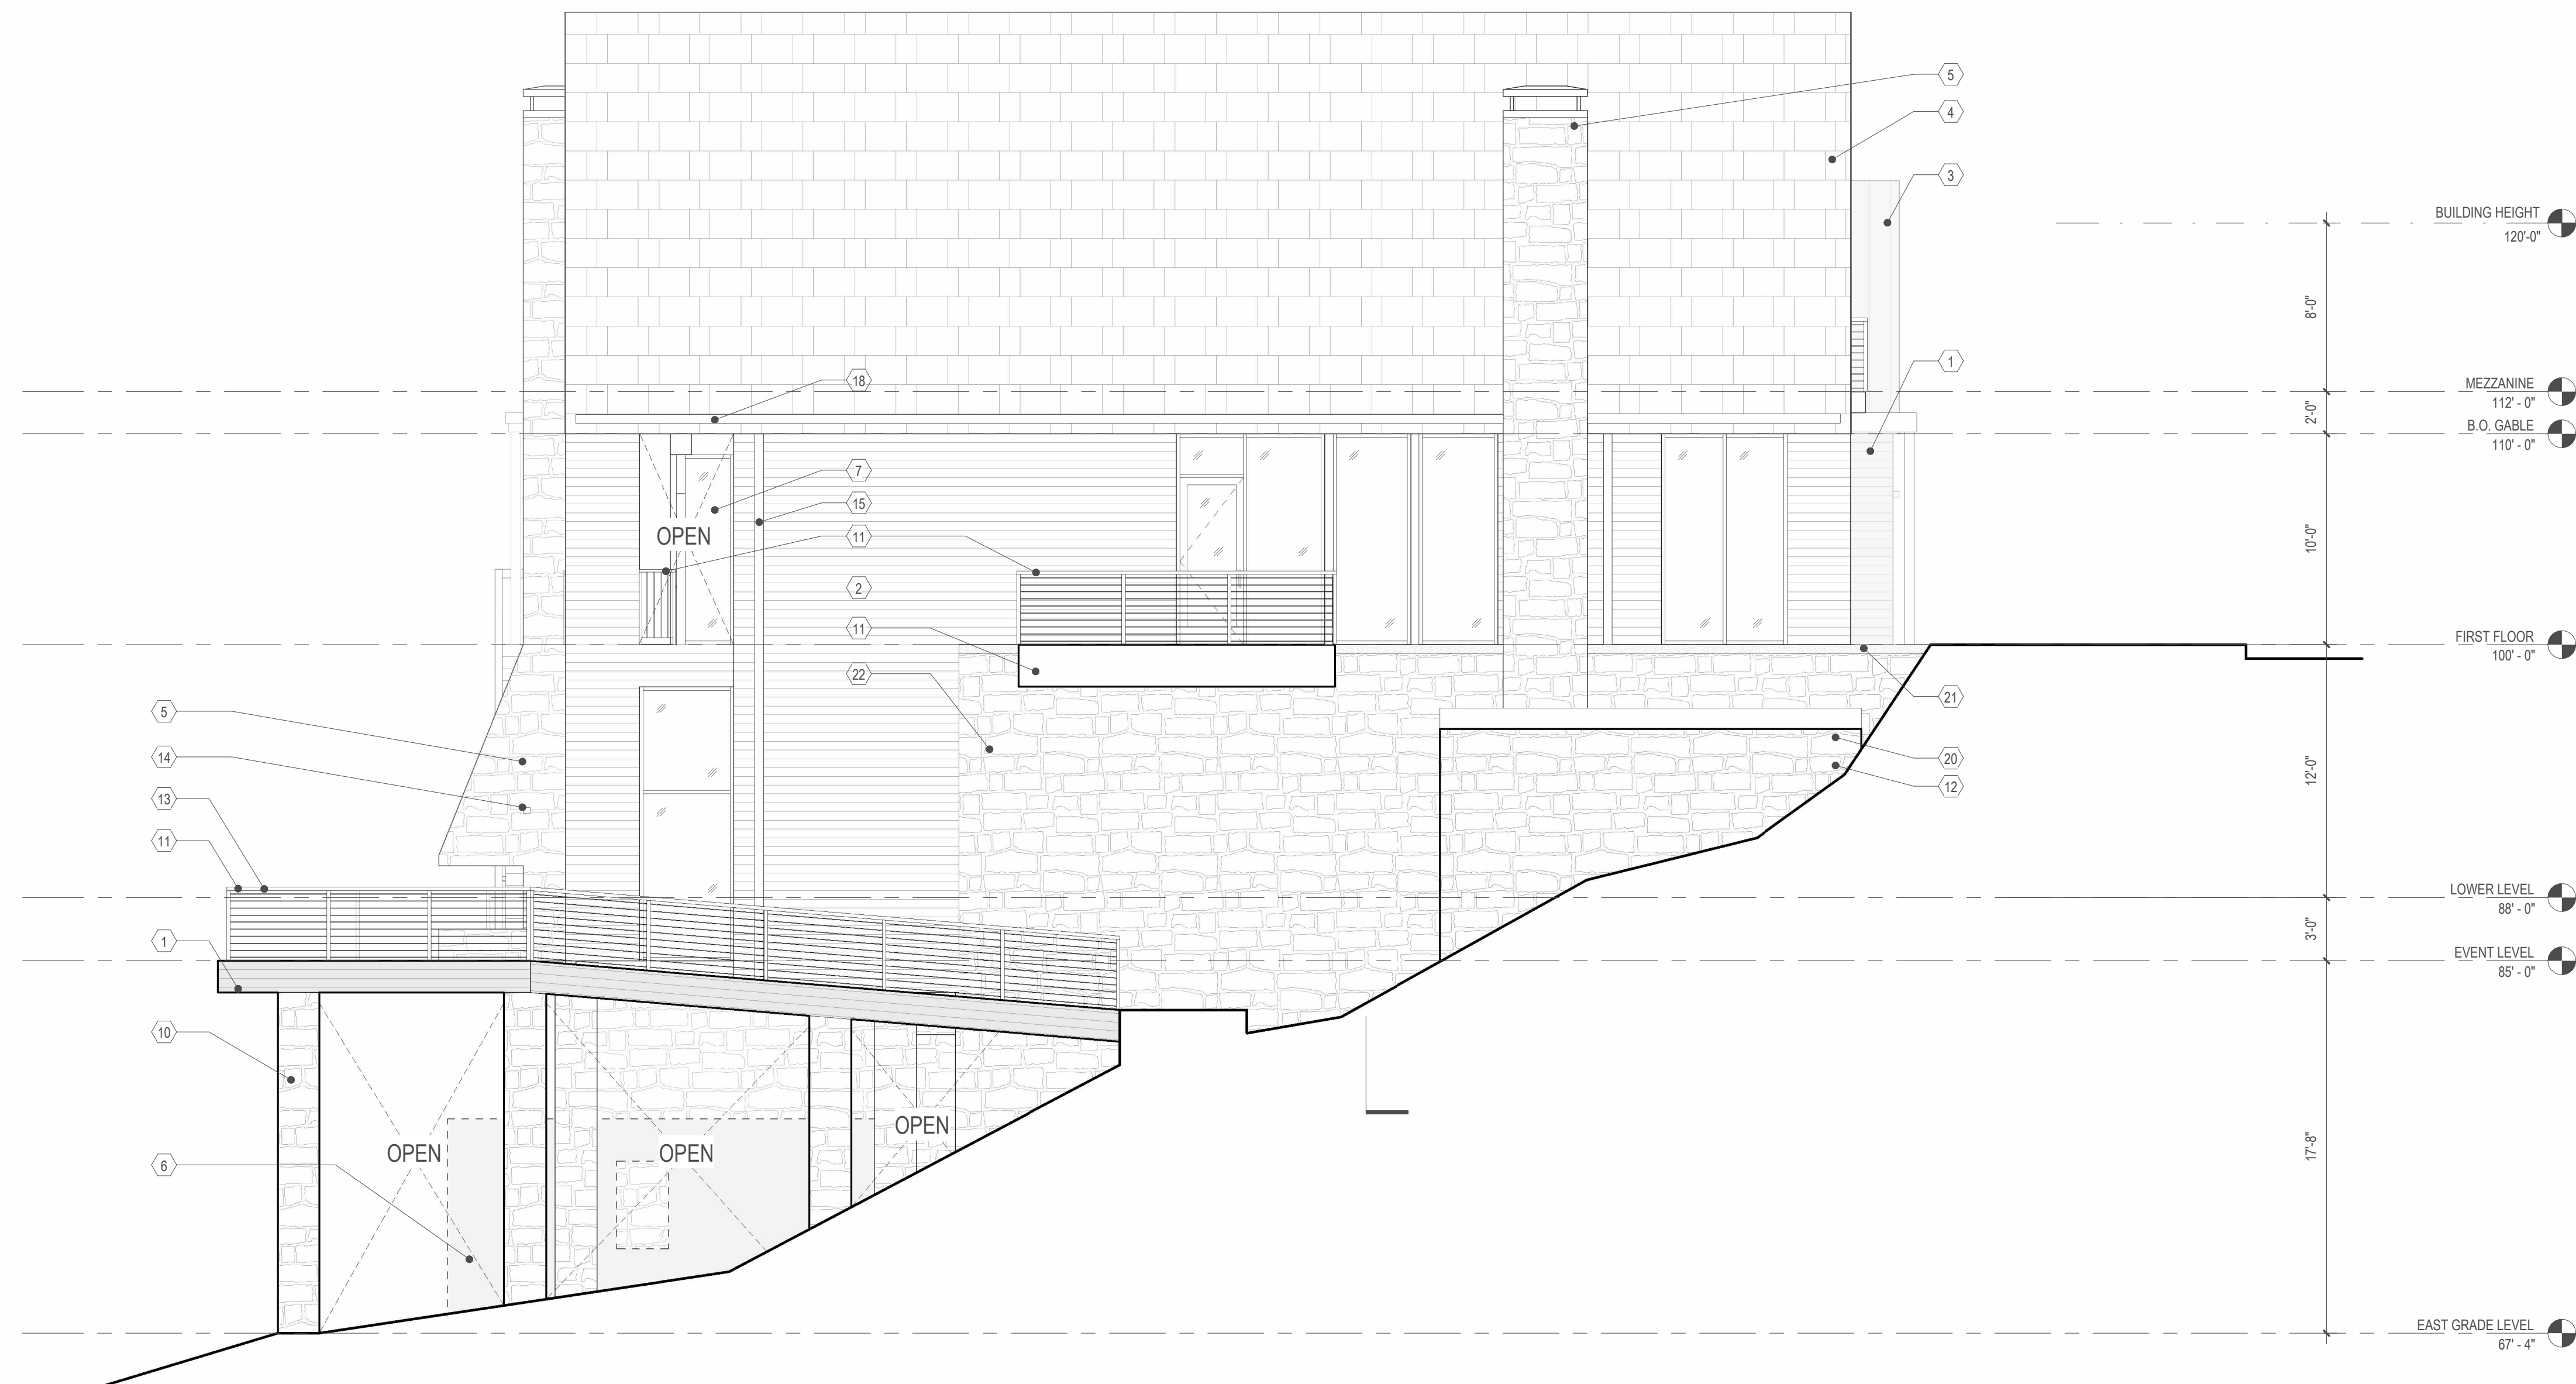 5
4
3
BUILDING HEIGHT
120'-0"
8'-0"
1
18
MEZZANINE
112' - 0"
2'-0"
B.O. GABLE
110' - 0"
7
15
OPEN
11
10'-0"
2
11
FIRST FLOOR
100' - 0"
22
21
5
14
20
12
12'-0"
13
11
LOWER LEVEL
88' - 0"
3'-0"
1
EVENT LEVEL
85' - 0"
10
OPEN
OPEN
OPEN
17'-8"
6
EAST GRADE LEVEL
67' - 4"